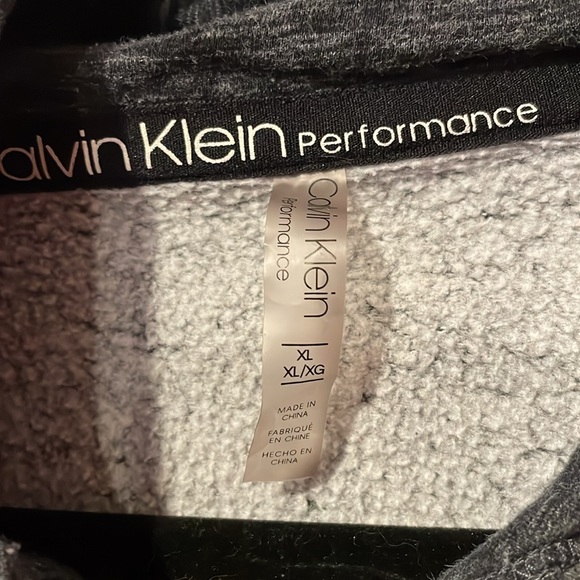 alvin Klein Performance
Calvin Klein
Performance
XL
XL/XG
MADE IN
CHINA
FABRIQUÉ
EN CHINE
HECHO EN
CHINA